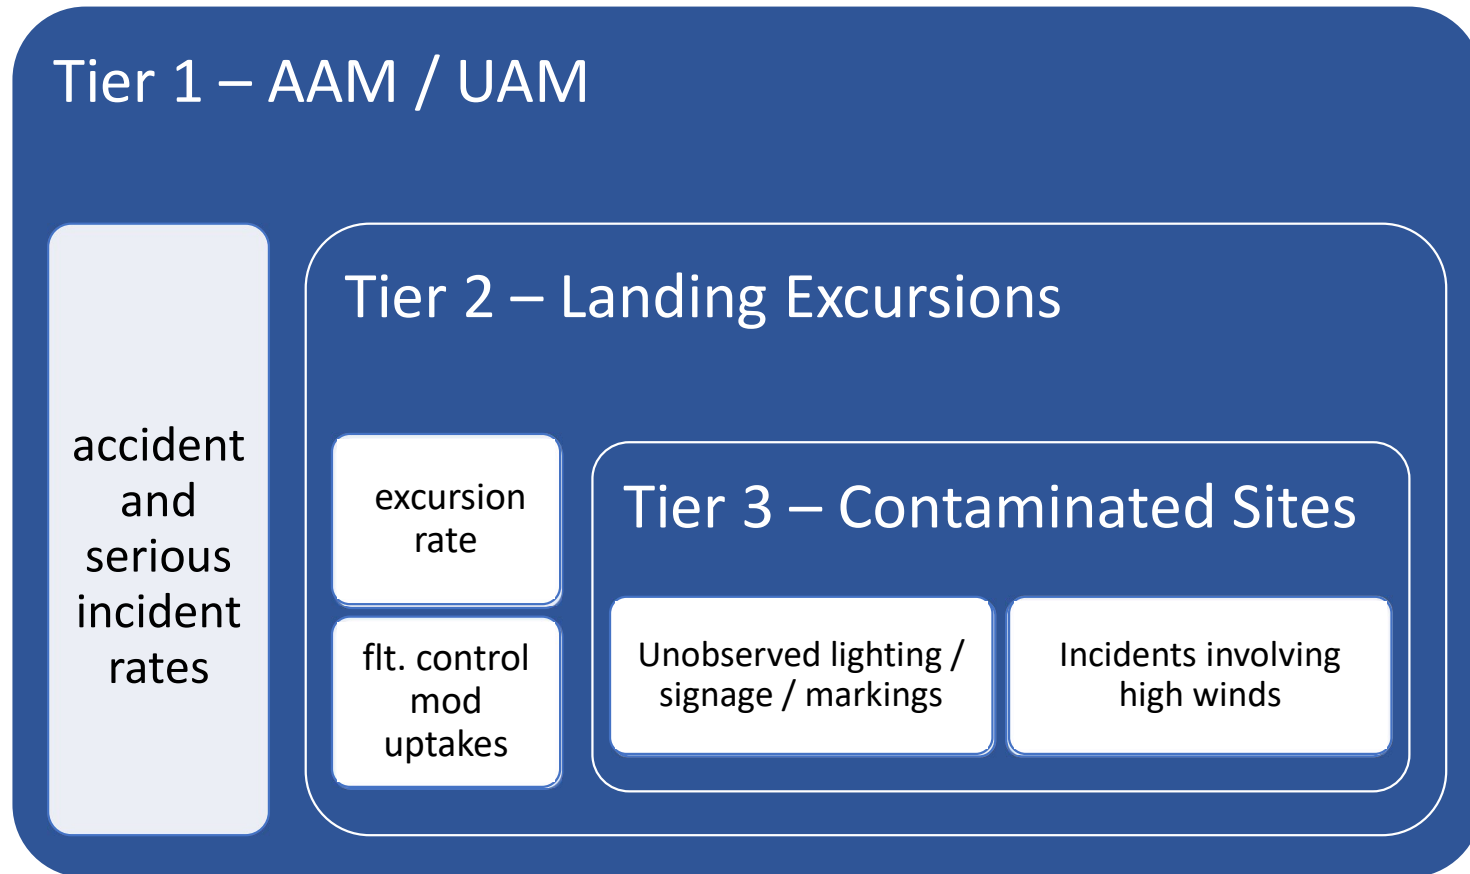 Tier 1 – AAM / UAM
accident
and
serious
incident
rates
Tier 2 – Landing Excursions
excursion
rate
flt. control
mod
uptakes
Tier 3 – Contaminated Sites
Unobserved lighting /
signage / markings
Incidents involving
high winds